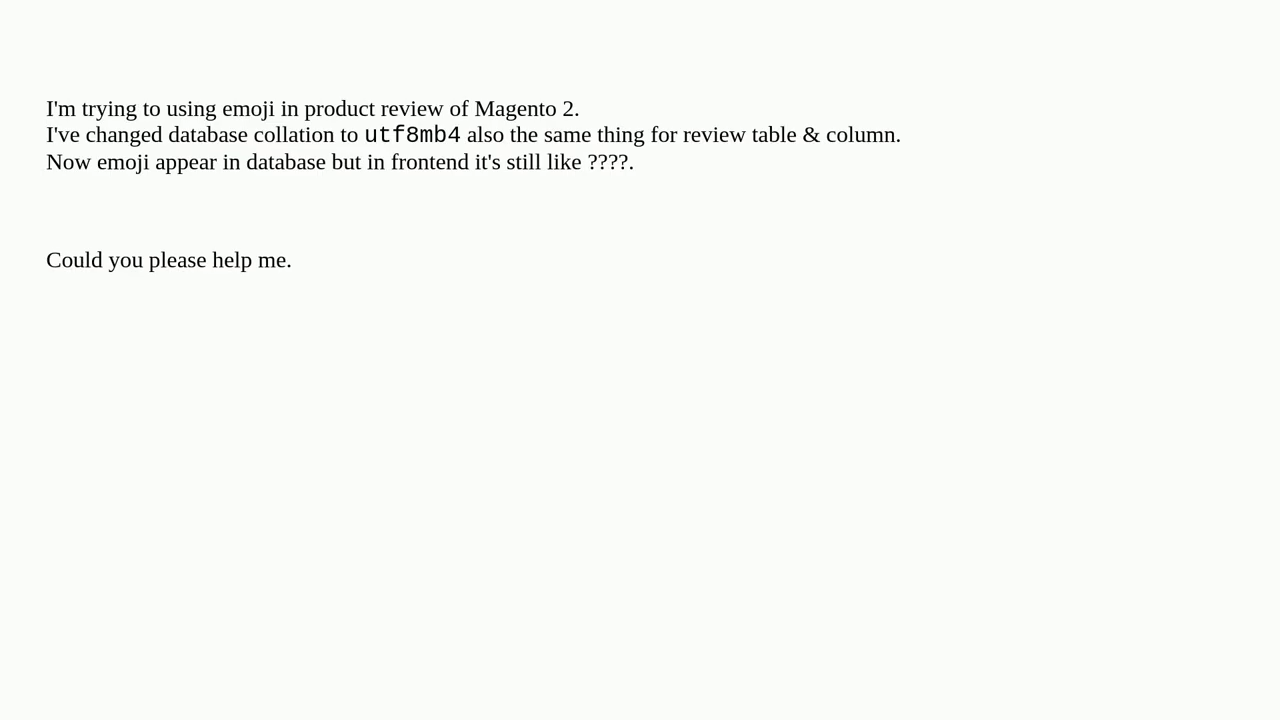 I'm trying to using emoji in product review of Magento 2.
I've changed database collation to utf8mb4 also the same thing for review table & column.
Now emoji appear in database but in frontend it's still like ????.
Could you please help me.